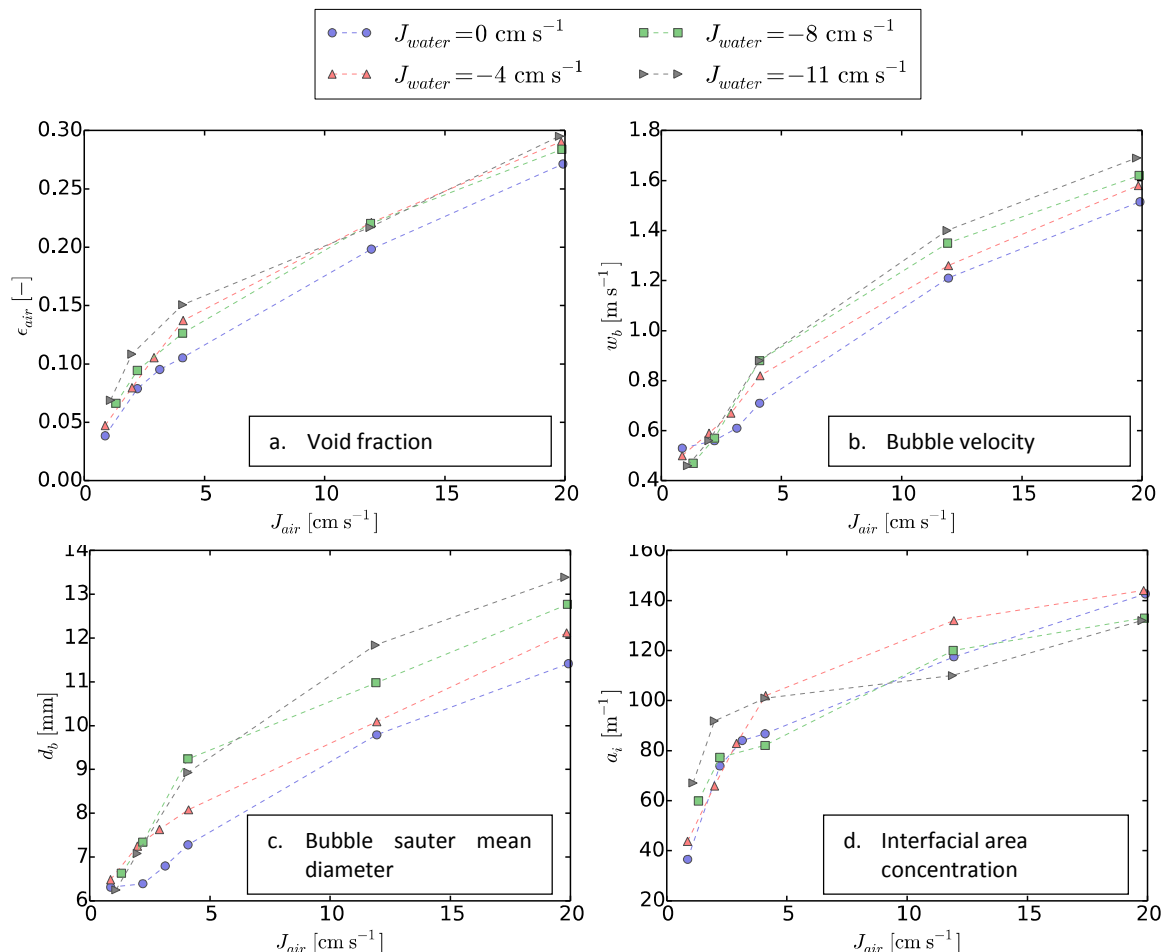 J_water=0 cm s⁻¹
J_water=−8 cm s⁻¹
J_water=−4 cm s⁻¹
J_water=−11 cm s⁻¹
0.30
0.25
0.20
0.15
0.10
0.05
0.00
ϵ_air [-]
a. Void fraction
0 5 10 15 20
J_air [cm s⁻¹]
1.8
1.6
1.4
1.2
1.0
0.8
0.6
0.4
w_b [m s⁻¹]
b. Bubble velocity
0 5 10 15 20
J_air [cm s⁻¹]
14
13
12
11
10
9
8
7
6
d_b [mm]
c. Bubble sauter mean
diameter
0 5 10 15 20
J_air [cm s⁻¹]
160
140
120
100
80
60
40
20
a_i [m⁻¹]
d. Interfacial area
concentration
0 5 10 15 20
J_air [cm s⁻¹]